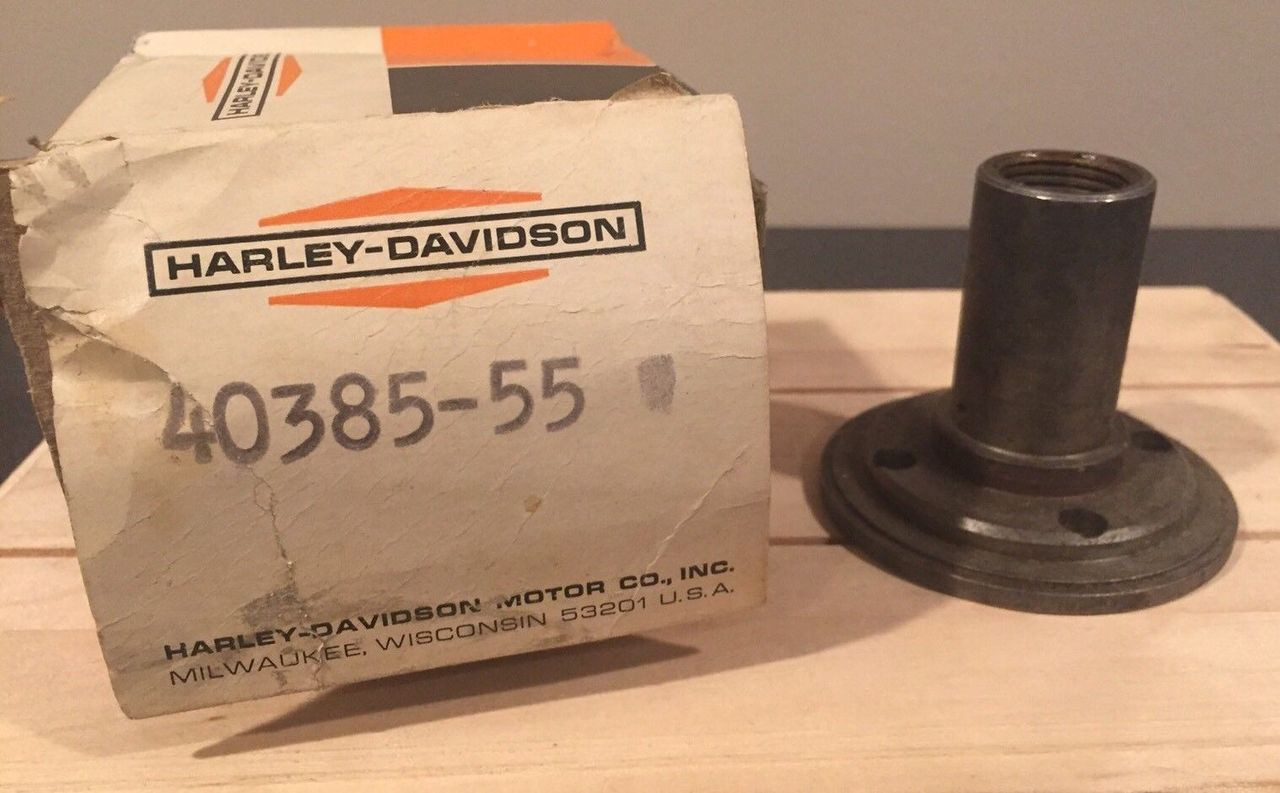 HARLEY-DAVIDSON
HARLEY-DAVIDSON
40385-55
HARLEY-DAVIDSON MOTOR CO., INC.
MILWAUKEE, WISCONSIN 53201 U.S.A.